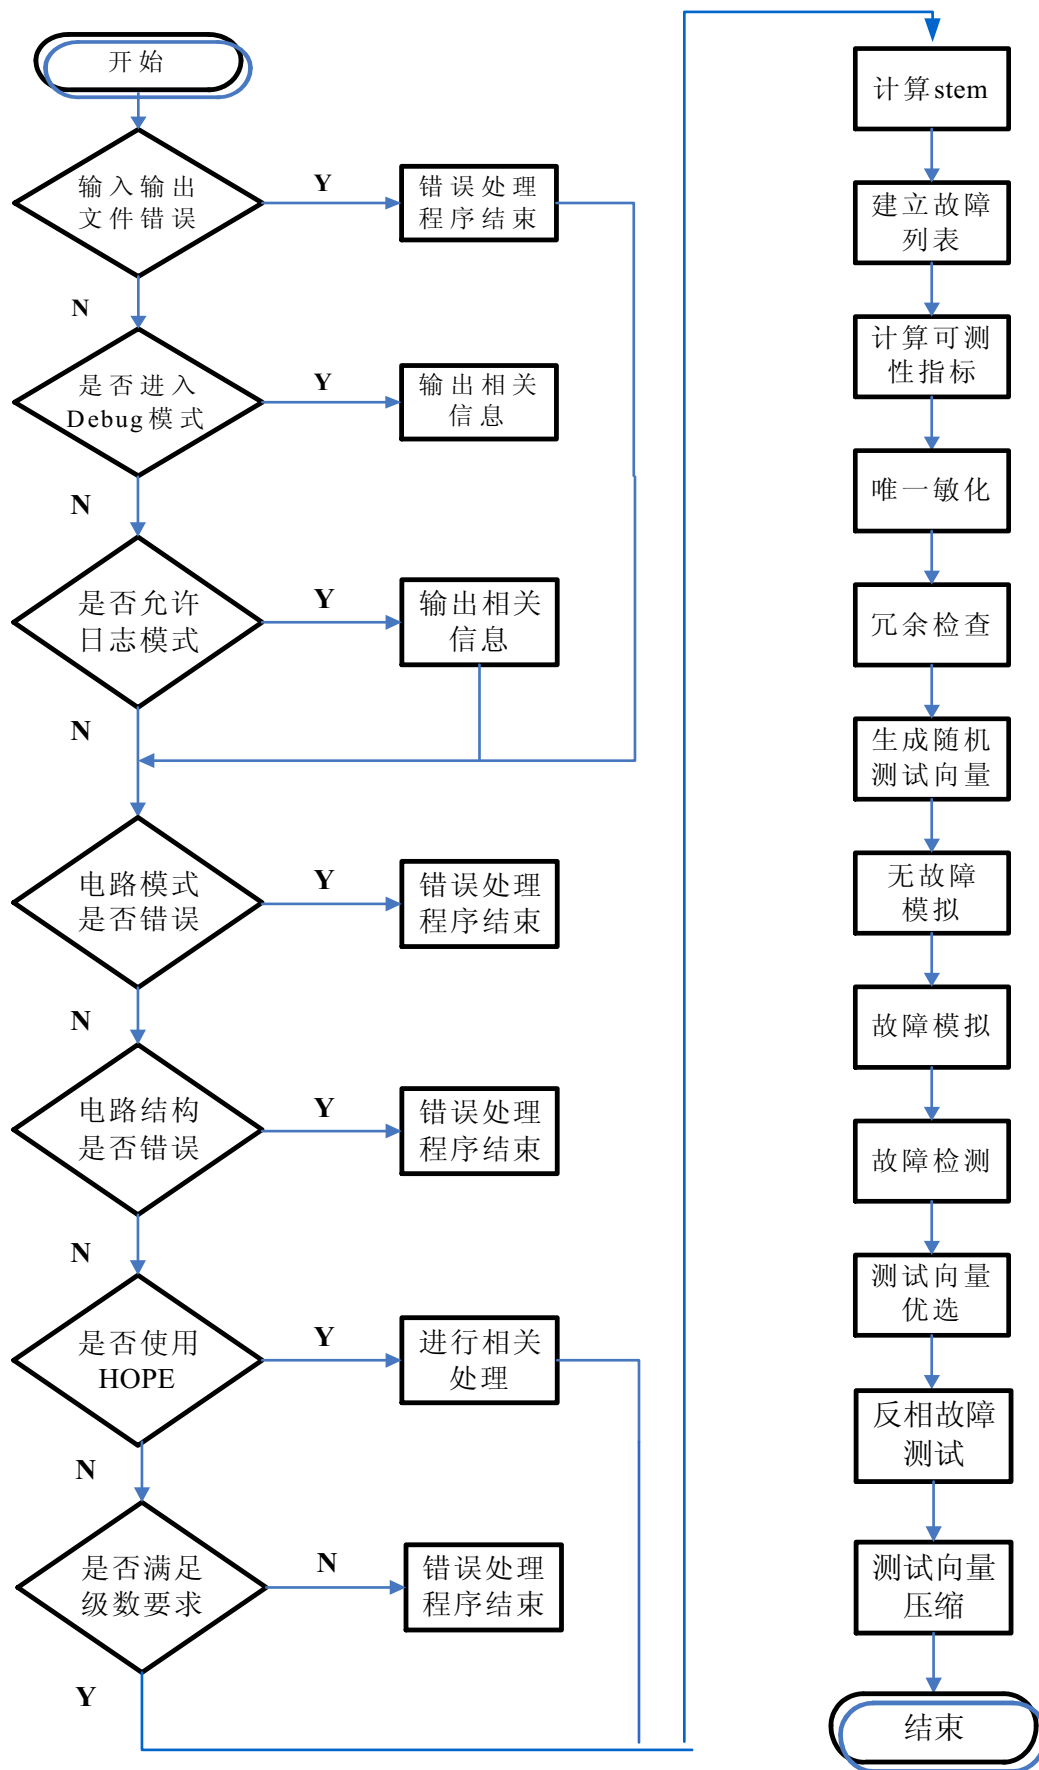 开始
输入输出
文件错误
Y
错误处理
程序结束
N
是否进入
Debug模式
Y
输出相关
信息
N
是否允许
日志模式
Y
输出相关
信息
N
电路模式
是否错误
Y
错误处理
程序结束
N
电路结构
是否错误
Y
错误处理
程序结束
N
是否使用
HOPE
Y
进行相关
处理
N
是否满足
级数要求
N
错误处理
程序结束
Y
计算stem
建立故障
列表
计算可测
性指标
唯一敏化
冗余检查
生成随机
测试向量
无故障
模拟
故障模拟
故障检测
测试向量
优选
反相故障
测试
测试向量
压缩
结束